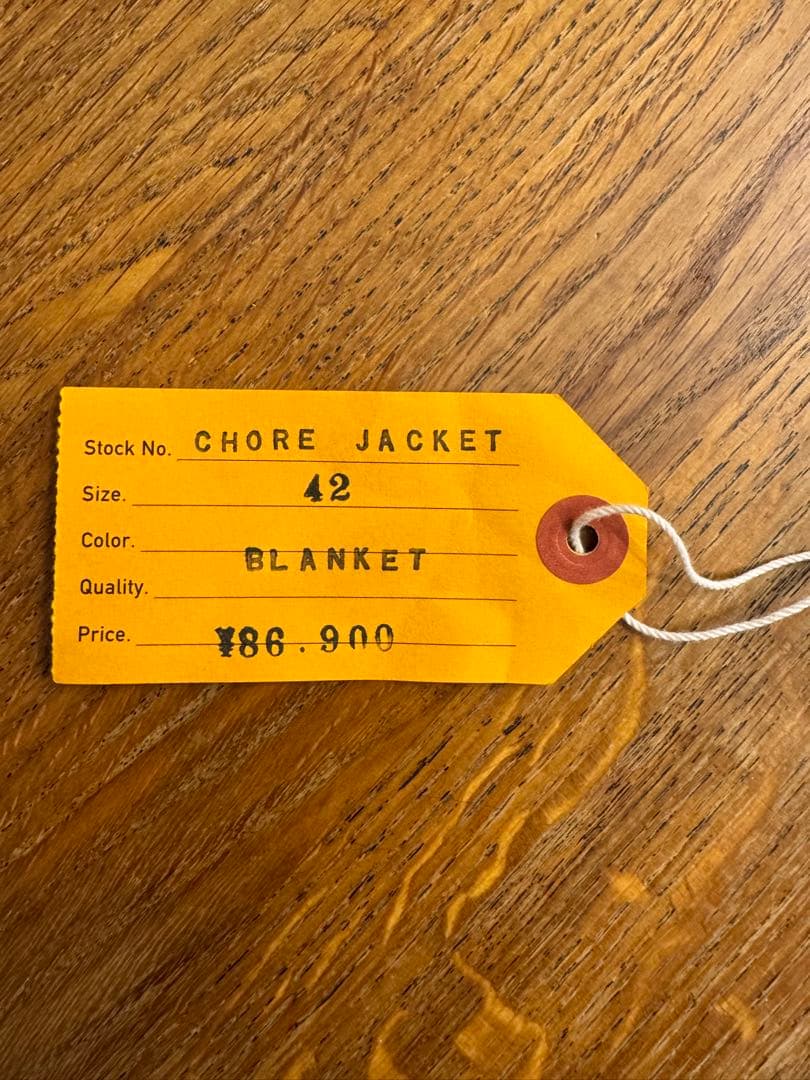 Stock No. CHORE JACKET
Size. 42
Color.
BLANKET
Quality.
Price. ¥86.900